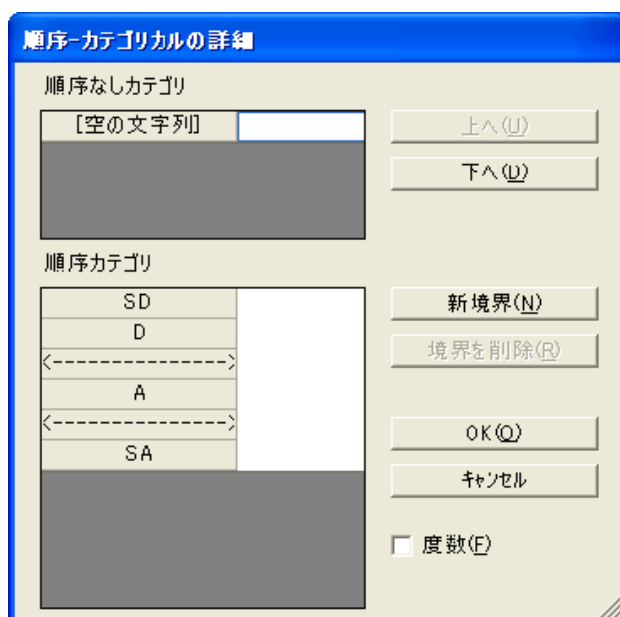 順序-カテゴリカルの詳細
順序なしカテゴリ
[空の文字列]
上へ(U)
下へ(D)
順序カテゴリ
SD
D
<--------------->
A
<--------------->
SA
新境界(N)
境界を削除(R)
OK(O)
キャンセル
度数(F)